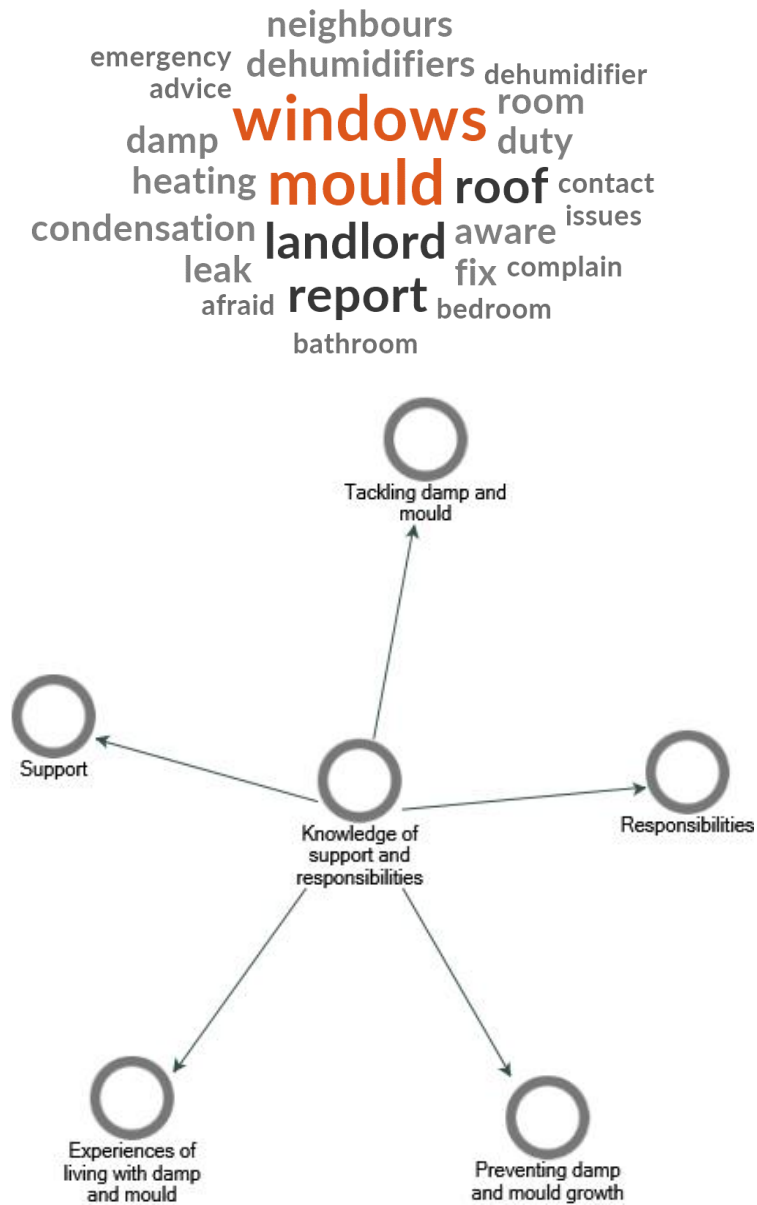 neighbours
emergency dehumidifiers dehumidifier
advice windows room
damp duty
heating mould roof contact
condensation landlord aware issues
leak fix complain
afraid report bedroom
bathroom
Tackling damp and
mould
Support
Knowledge of
support and
responsibilities
Responsibilities
Experiences of
living with damp
and mould
Preventing damp
and mould growth